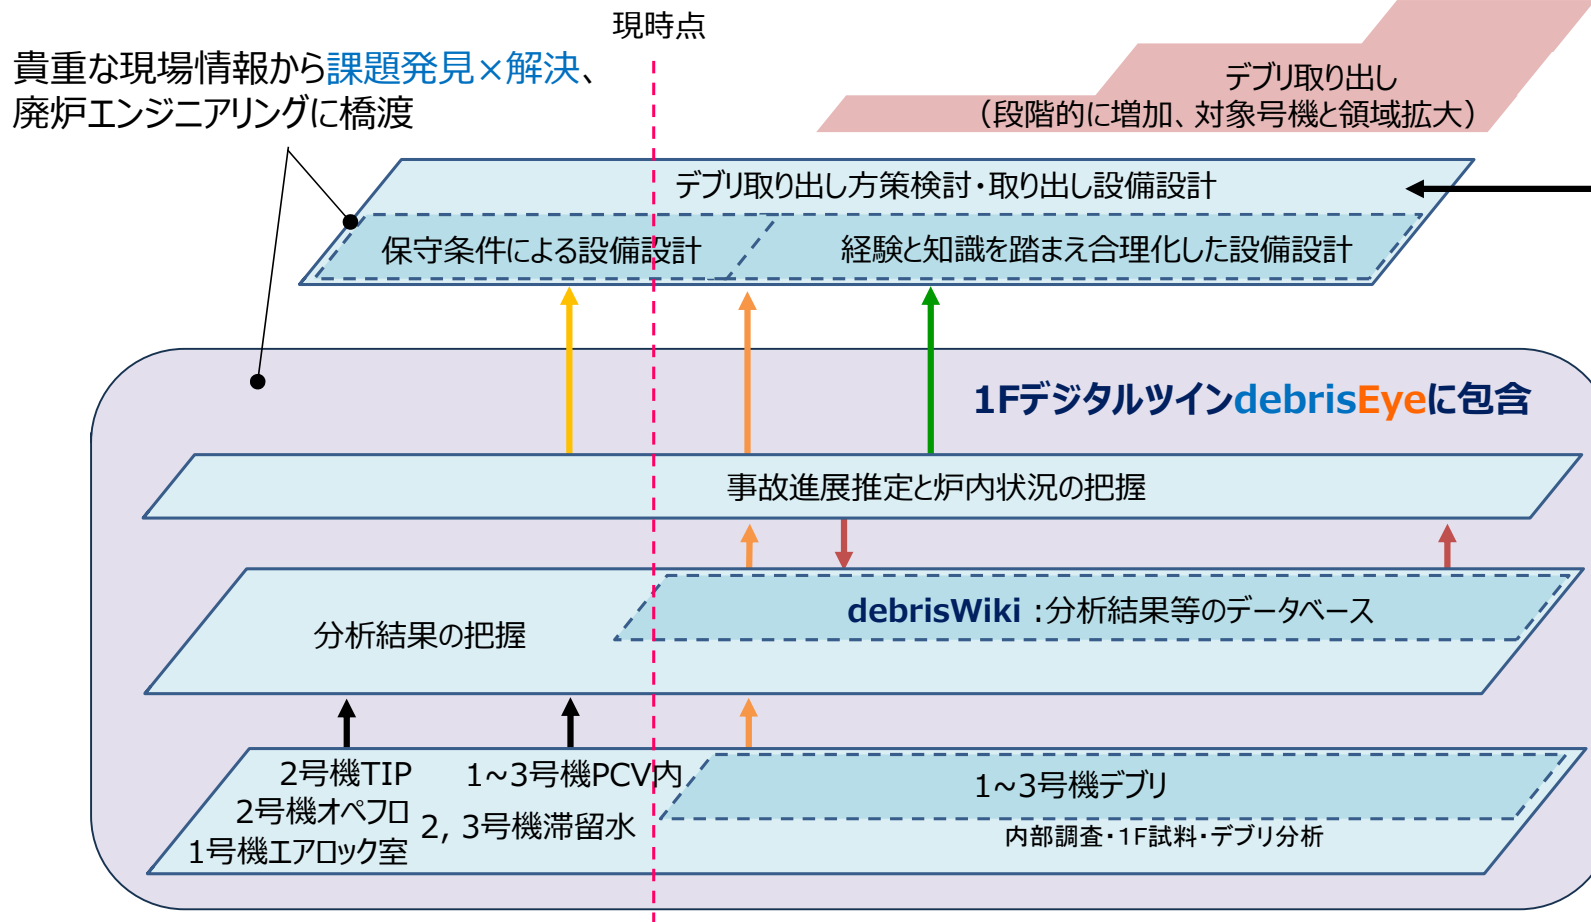 現時点
貴重な現場情報から課題発見×解決、
廃炉エンジニアリングに橋渡
デブリ取り出し
（段階的に増加、対象号機と領域拡大）
デブリ取り出し方策検討・取り出し設備設計
保守条件による設備設計
経験と知識を踏まえ合理化した設備設計
1FデジタルツインdebrisEyeに包含
事故進展推定と炉内状況の把握
debrisWiki :分析結果等のデータベース
分析結果の把握
2号機TIP
2号機オペフロ
1号機エアロック室
1~3号機PCV内
2, 3号機滞留水
1~3号機デブリ
内部調査・1F試料・デブリ分析